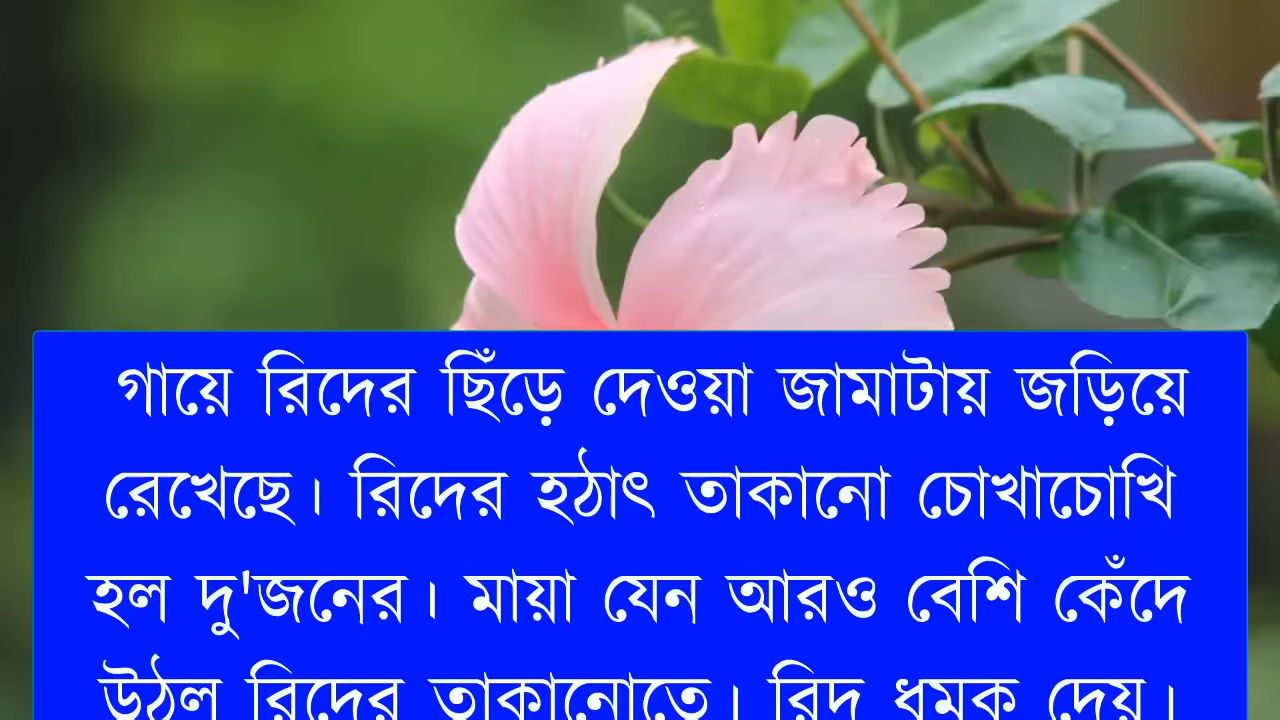 গায়ে রিদের ছিঁড়ে দেওয়া জামাটায় জড়িয়ে
রেখেছে। রিদের হঠাৎ তাকানো চোখাচোখি
হল দু'জনের। মায়া যেন আরও বেশি কেঁদে
উঠল রিদের তাকানোতে। রিদ ধমক দেয়।